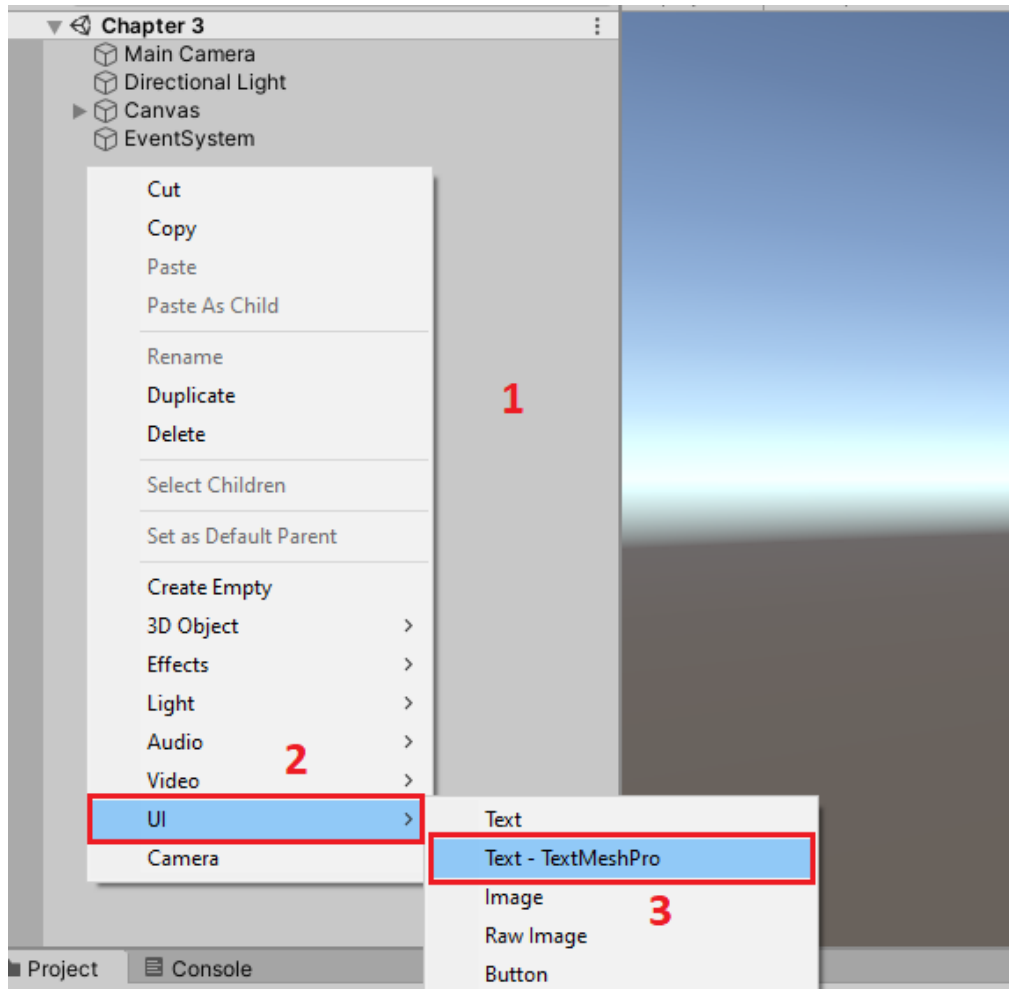 Chapter 3
Main Camera
Directional Light
Canvas
EventSystem
Cut
Copy
Paste
Paste As Child
Rename
Duplicate
1
Delete
Select Children
Set as Default Parent
Create Empty
3D Object
Effects
Light
Audio
2
Video
UI
Text
Camera
Text - TextMeshPro
Image
3
Raw Image
Project
Console
Button